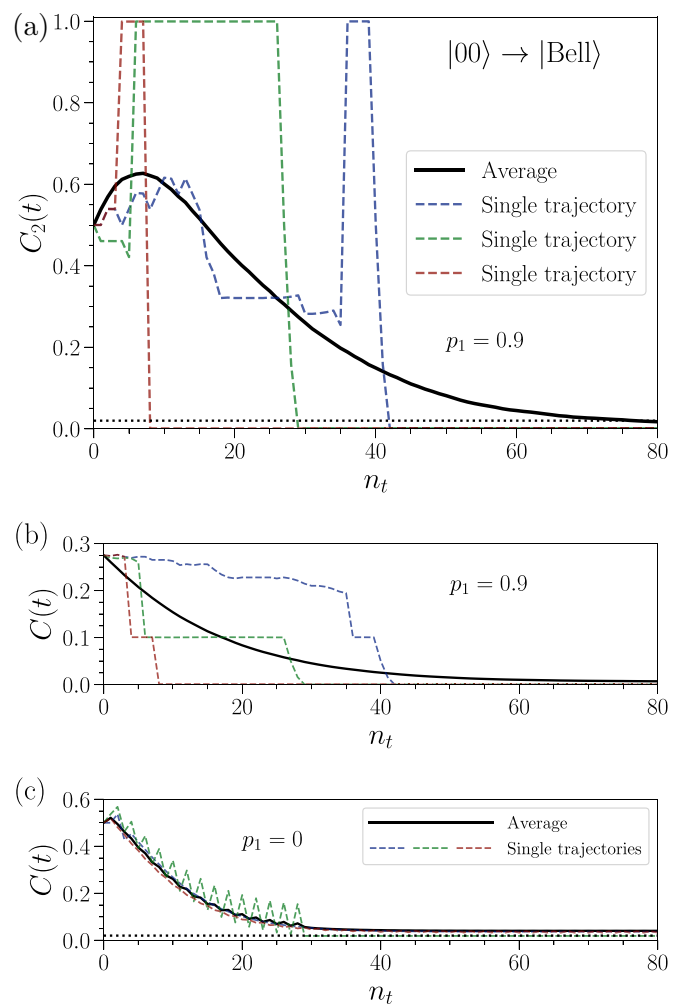 (a)
|00⟩ → |Bell⟩
1.0
0.8
0.6
0.4
0.2
0.0
C₂(t)
Average
Single trajectory
Single trajectory
Single trajectory
p₁ = 0.9
0 20 40 60 80
nₜ
(b)
0.3
0.2
0.1
0.0
C(t)
p₁ = 0.9
0 20 40 60 80
nₜ
(c)
0.6
0.4
0.2
0.0
C(t)
p₁ = 0
Average
Single trajectories
0 20 40 60 80
nₜ